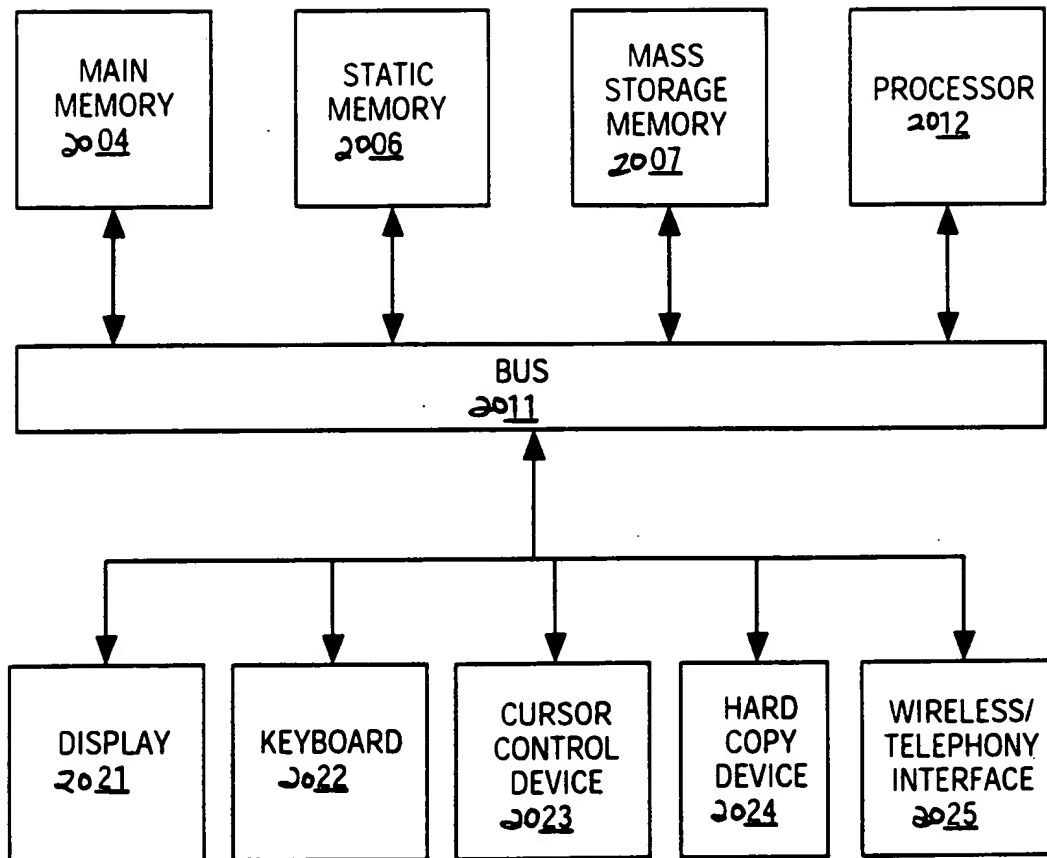 MAIN
MEMORY
2004
STATIC
MEMORY
2006
MASS
STORAGE
MEMORY
2007
PROCESSOR
2012
BUS
2011
DISPLAY
2021
KEYBOARD
2022
CURSOR
CONTROL
DEVICE
2023
HARD
COPY
DEVICE
2024
WIRELESS/
TELEPHONY
INTERFACE
2025